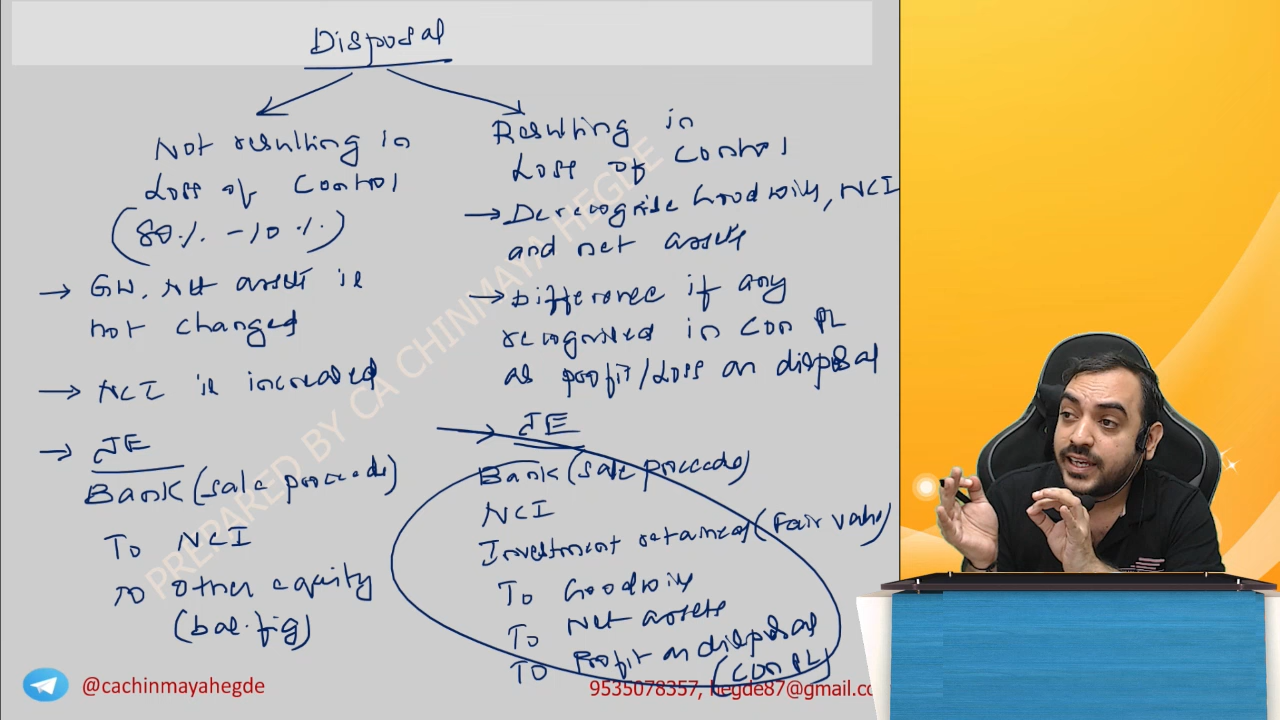 Disposal
Not resulting in
Loss of control
(80% - 10%)
→ GW, Net asset is
not changed
→ NCI is increased
→ JE
Bank (sale proceeds)
To NCI
To other equity
(bal. fig)
Resulting in
Loss of control
→ Derecognise Goodwill, NCI
and net assets
→ Difference if any
recognised in con PL
as profit/Loss on disposal
→ JE
Bank (sale proceeds)
NCI
Investment retained (Fair value)
To Goodwill
To Net assets
To Profit on disposal
(CON PL)
PREPARED BY CA CHINMAYA HEGDE
@cachinmayahegde
9535078357, hegde87@gmail.co